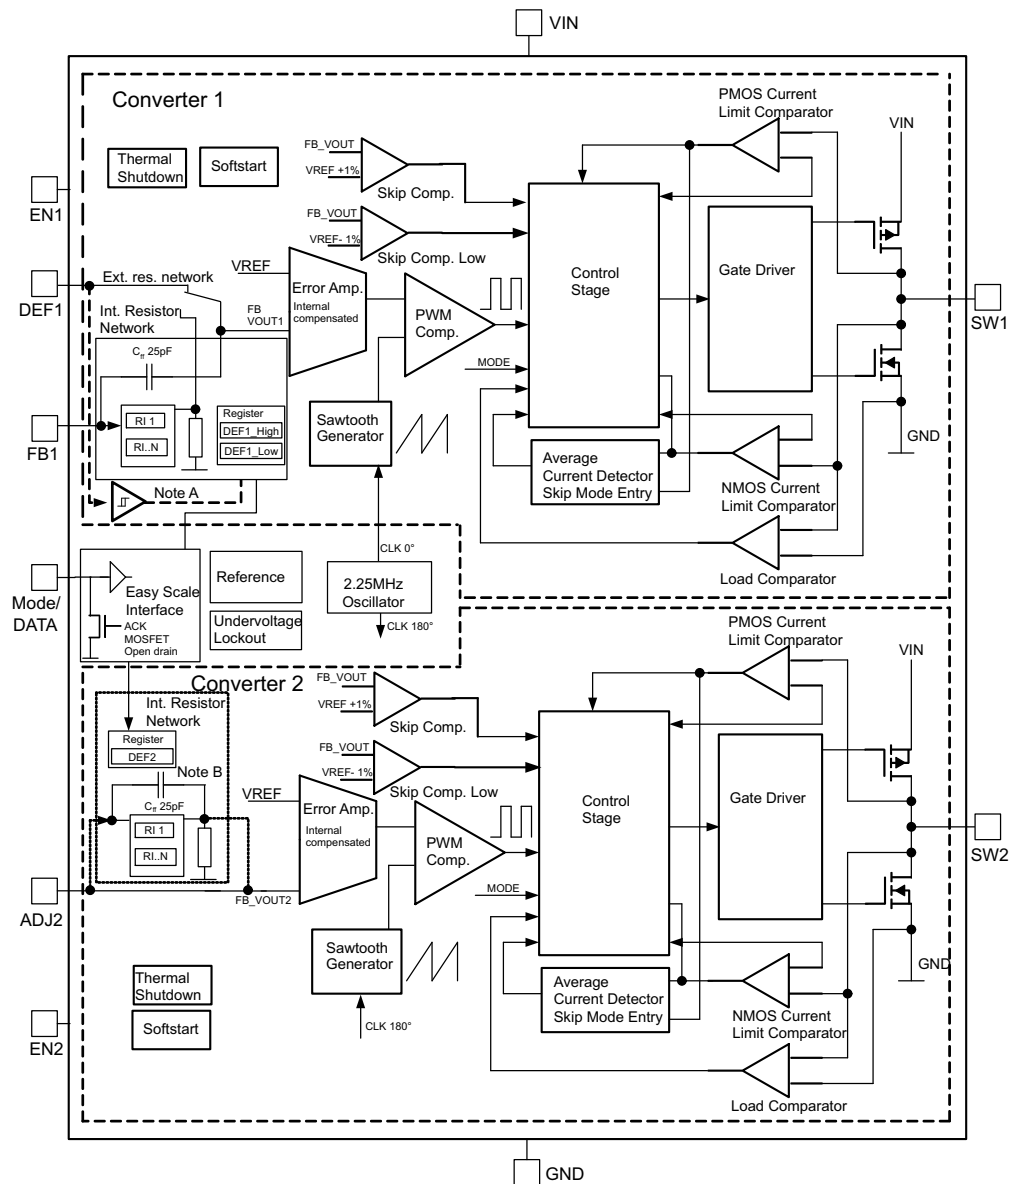 VIN
Converter 1
PMOS Current
Limit Comparator
VIN
Thermal
Shutdown
Softstart
FB_VOUT
VREF +1%
Skip Comp.
EN1
FB_VOUT
VREF- 1%
Skip Comp. Low
VREF
Error Amp.
Internal
compensated
Control
Stage
Gate Driver
Ext. res. network
DEF1
Int. Resistor
Network
FB
VOUT1
PWM
Comp.
SW1
Cff 25pF
MODE
RI 1
RI..N
Register
DEF1_High
DEF1_Low
Sawtooth
Generator
FB1
GND
Average
Current Detector
Skip Mode Entry
NMOS Current
Limit Comparator
Note A
CLK 0°
Load Comparator
Mode/
DATA
Easy Scale
Interface
ACK
MOSFET
Open drain
Reference
Undervoltage
Lockout
2.25MHz
Oscillator
CLK 180°
Converter 2
PMOS Current
Limit Comparator
VIN
Int. Resistor
Network
FB_VOUT
VREF +1%
Skip Comp.
Register
DEF2
FB_VOUT
VREF- 1%
Skip Comp. Low
Note B
Cff 25pF
VREF
Error Amp.
Internal
compensated
Control
Stage
Gate Driver
RI 1
RI..N
PWM
Comp.
SW2
MODE
ADJ2
FB_VOUT2
Sawtooth
Generator
GND
Thermal
Shutdown
Softstart
Average
Current Detector
Skip Mode Entry
NMOS Current
Limit Comparator
EN2
CLK 180°
Load Comparator
GND